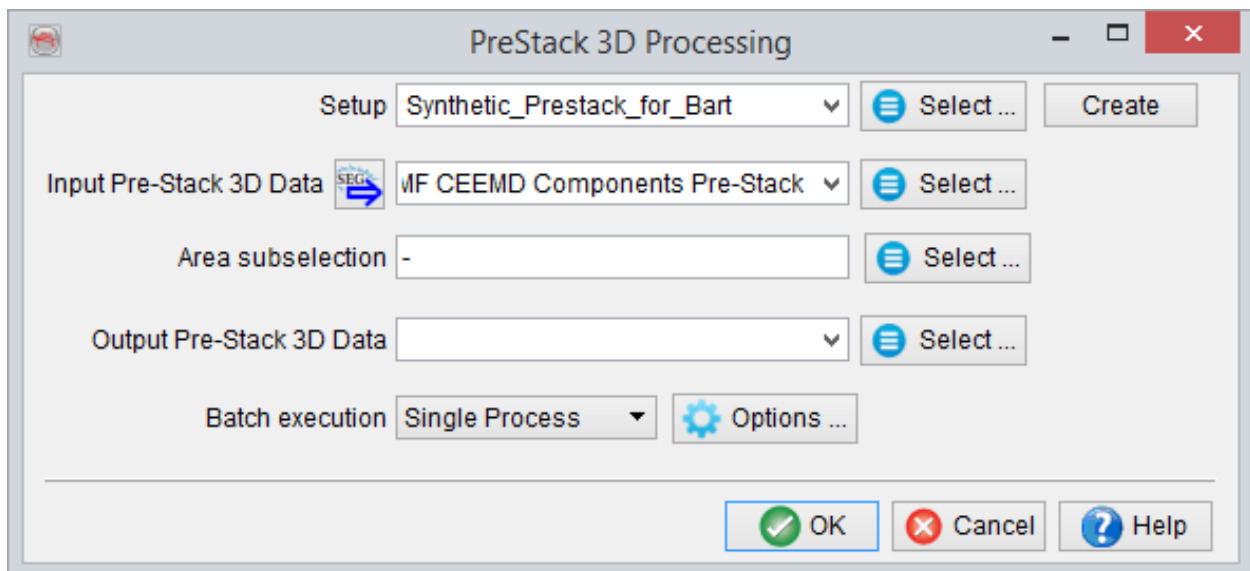 PreStack 3D Processing
Setup Synthetic_Prestack_for_Bart Select ... Create
Input Pre-Stack 3D Data SEG MF CEEMD Components Pre-Stack Select ...
Area subselection - Select ...
Output Pre-Stack 3D Data Select ...
Batch execution Single Process Options ...
OK Cancel Help